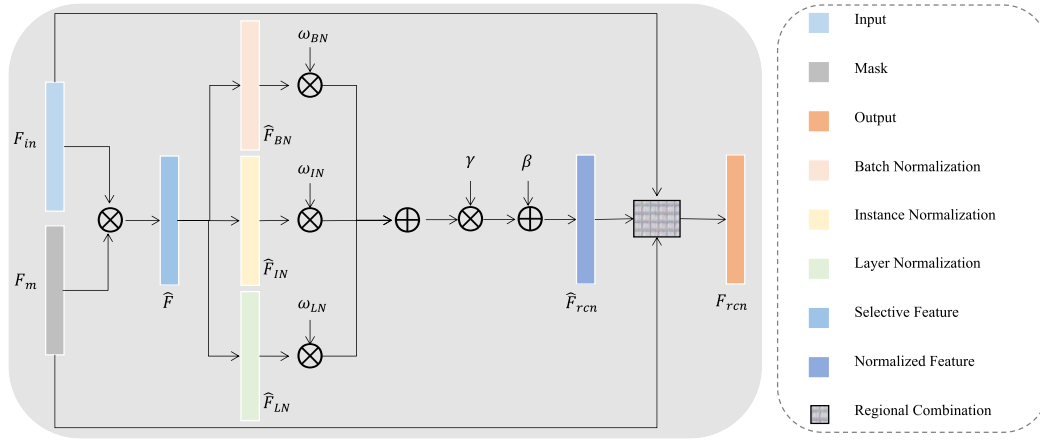 F_in
F_m
F̂
ω_BN
F̂_BN
ω_IN
F̂_IN
ω_LN
F̂_LN
γ
β
F̂_rcn
F_rcn
Input
Mask
Output
Batch Normalization
Instance Normalization
Layer Normalization
Selective Feature
Normalized Feature
Regional Combination